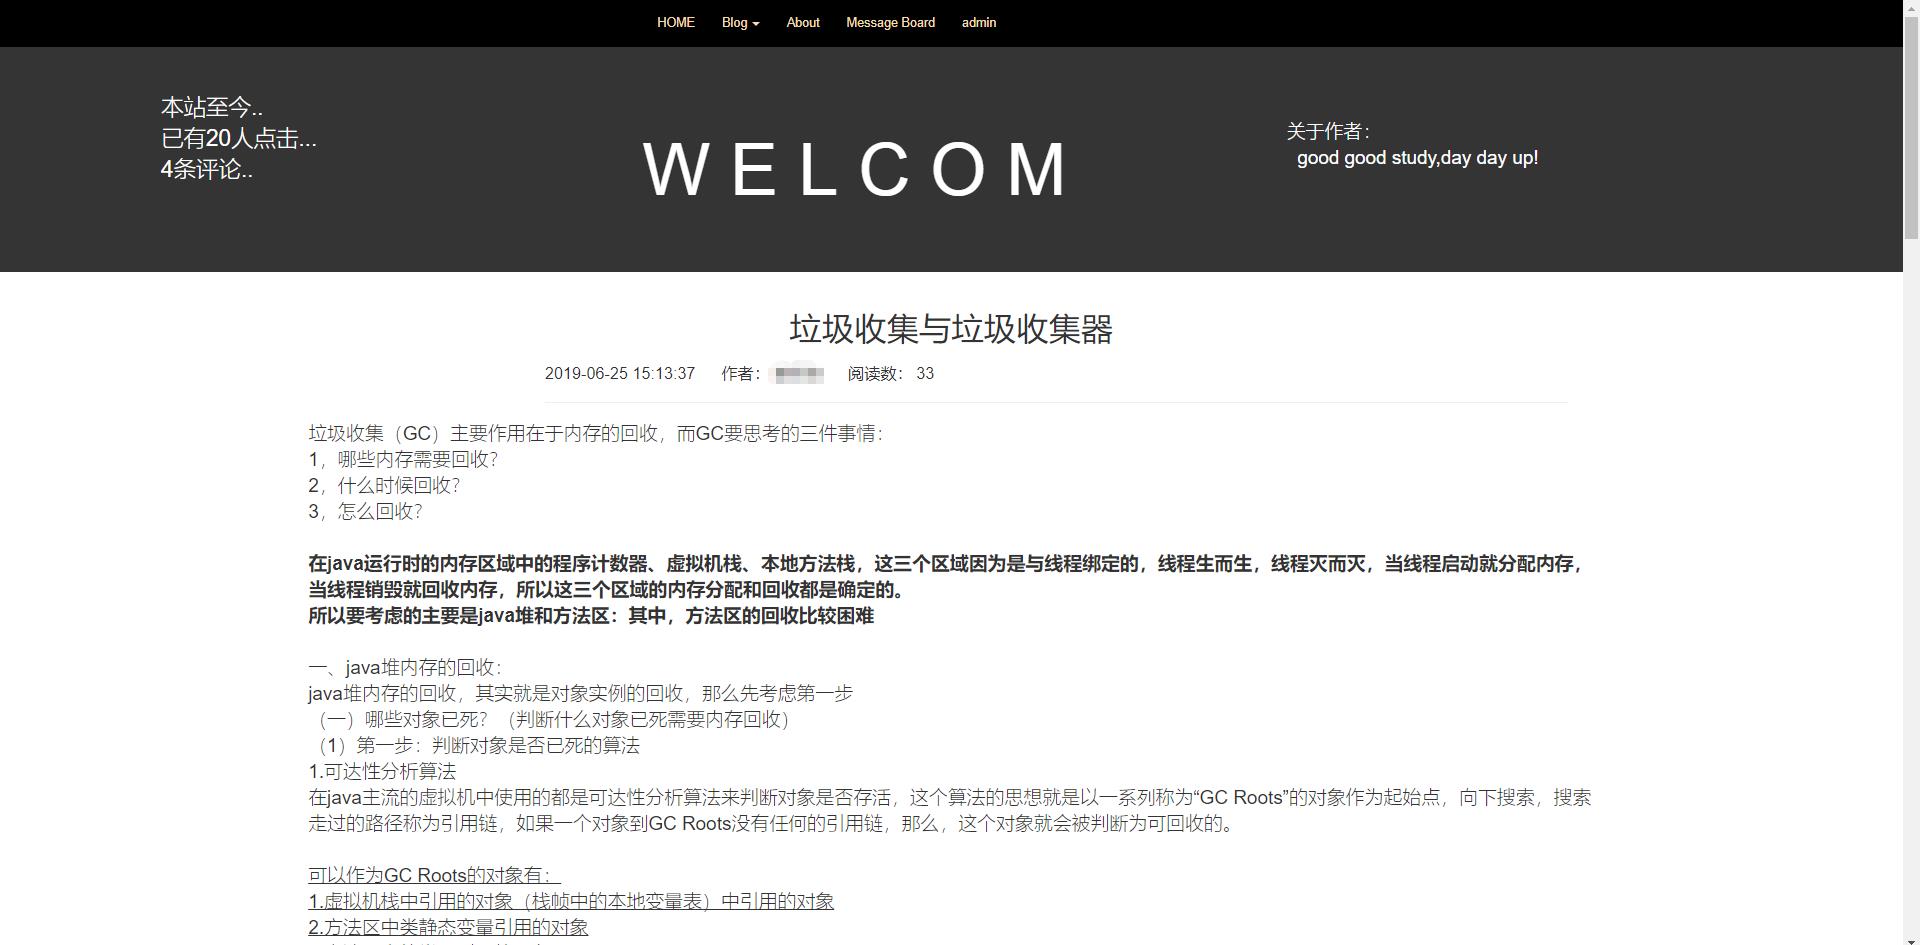 HOME Blog About Message Board admin
本站至今..
已有20人点击...
4条评论..
W E L C O M
关于作者：
good good study,day day up!
垃圾收集与垃圾收集器
2019-06-25 15:13:37 作者： 阅读数： 33
垃圾收集（GC）主要作用在于内存的回收，而GC要思考的三件事情：
1，哪些内存需要回收？
2，什么时候回收？
3，怎么回收？
在java运行时的内存区域中的程序计数器、虚拟机栈、本地方法栈，这三个区域因为是与线程绑定的，线程生而生，线程灭而灭，当线程启动就分配内存，
当线程销毁就回收内存，所以这三个区域的内存分配和回收都是确定的。
所以要考虑的主要是java堆和方法区：其中，方法区的回收比较困难
一、java堆内存的回收：
java堆内存的回收，其实就是对象实例的回收，那么先考虑第一步
（一）哪些对象已死？（判断什么对象已死需要内存回收）
（1）第一步：判断对象是否已死的算法
1.可达性分析算法
在java主流的虚拟机中使用的都是可达性分析算法来判断对象是否存活，这个算法的思想就是以一系列称为“GC Roots”的对象作为起始点，向下搜索，搜索
走过的路径称为引用链，如果一个对象到GC Roots没有任何的引用链，那么，这个对象就会被判断为可回收的。
可以作为GC Roots的对象有：
1.虚拟机栈中引用的对象（栈帧中的本地变量表）中引用的对象
2.方法区中类静态变量引用的对象